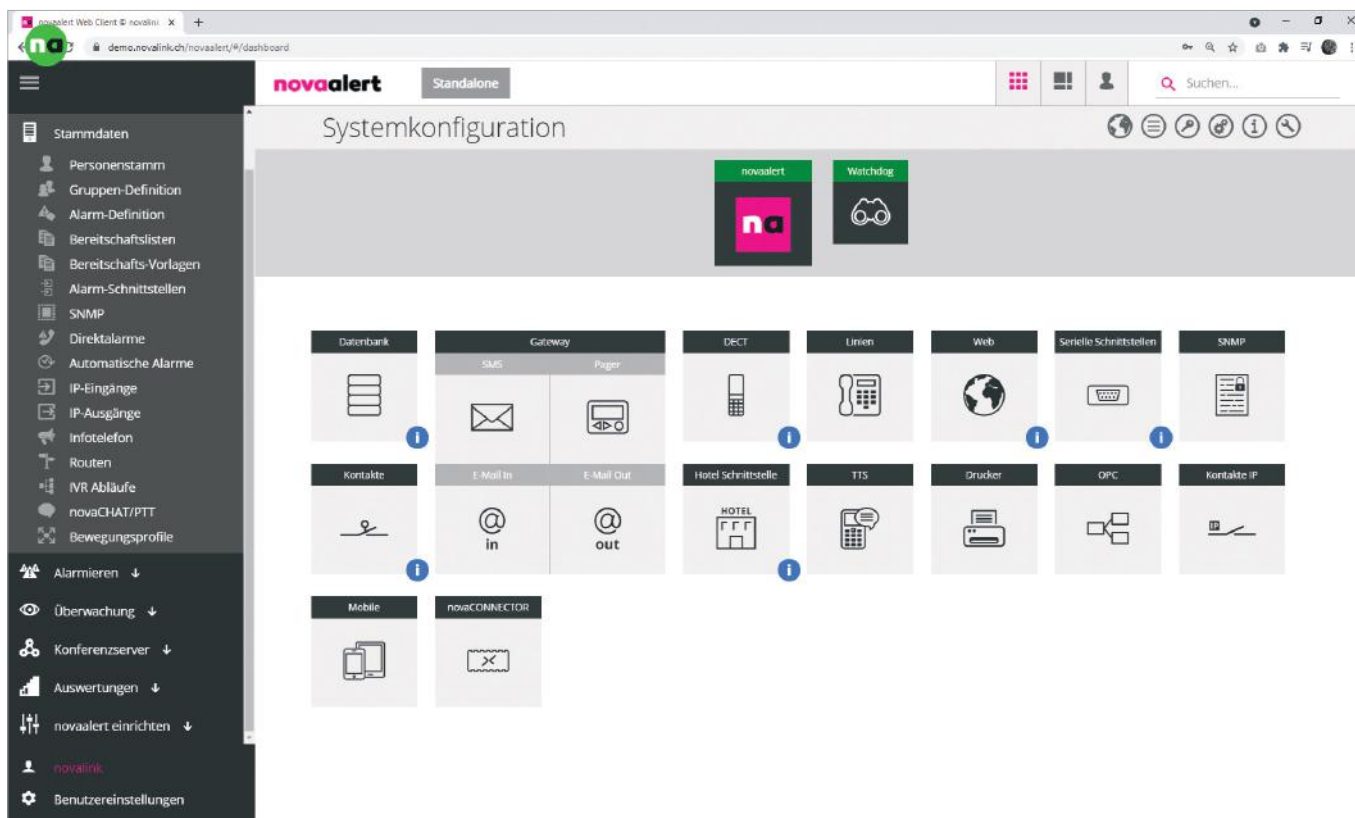 novaalert Web Client © novalin
demo.novalink.ch/novaalert/#/dashboard
na
novaalert
Standalone
Suchen...
Systemkonfiguration
Stammdaten
Personenstamm
Gruppen-Definition
Alarm-Definition
Bereitschaftslisten
Bereitschafts-Vorlagen
Alarm-Schnittstellen
SNMP
Direktalarme
Automatische Alarme
IP-Eingänge
IP-Ausgänge
Infotelefon
Routen
IVR Abläufe
novaCHAT/PTT
Bewegungsprofile
Alarmieren
Überwachung
Konferenzserver
Auswertungen
novaalert einrichten
novalink
Benutzereinstellungen
novaalert
Watchdog
na
Datenbank
Gateway
DECT
Linien
Web
Serielle Schnittstellen
SNMP
SMS
Pager
Kontakte
E-Mail In
E-Mail Out
Hotel Schnittstelle
TTS
Drucker
OPC
Kontakte IP
in
out
HOTEL
IP
Mobile
novaCONNECTOR